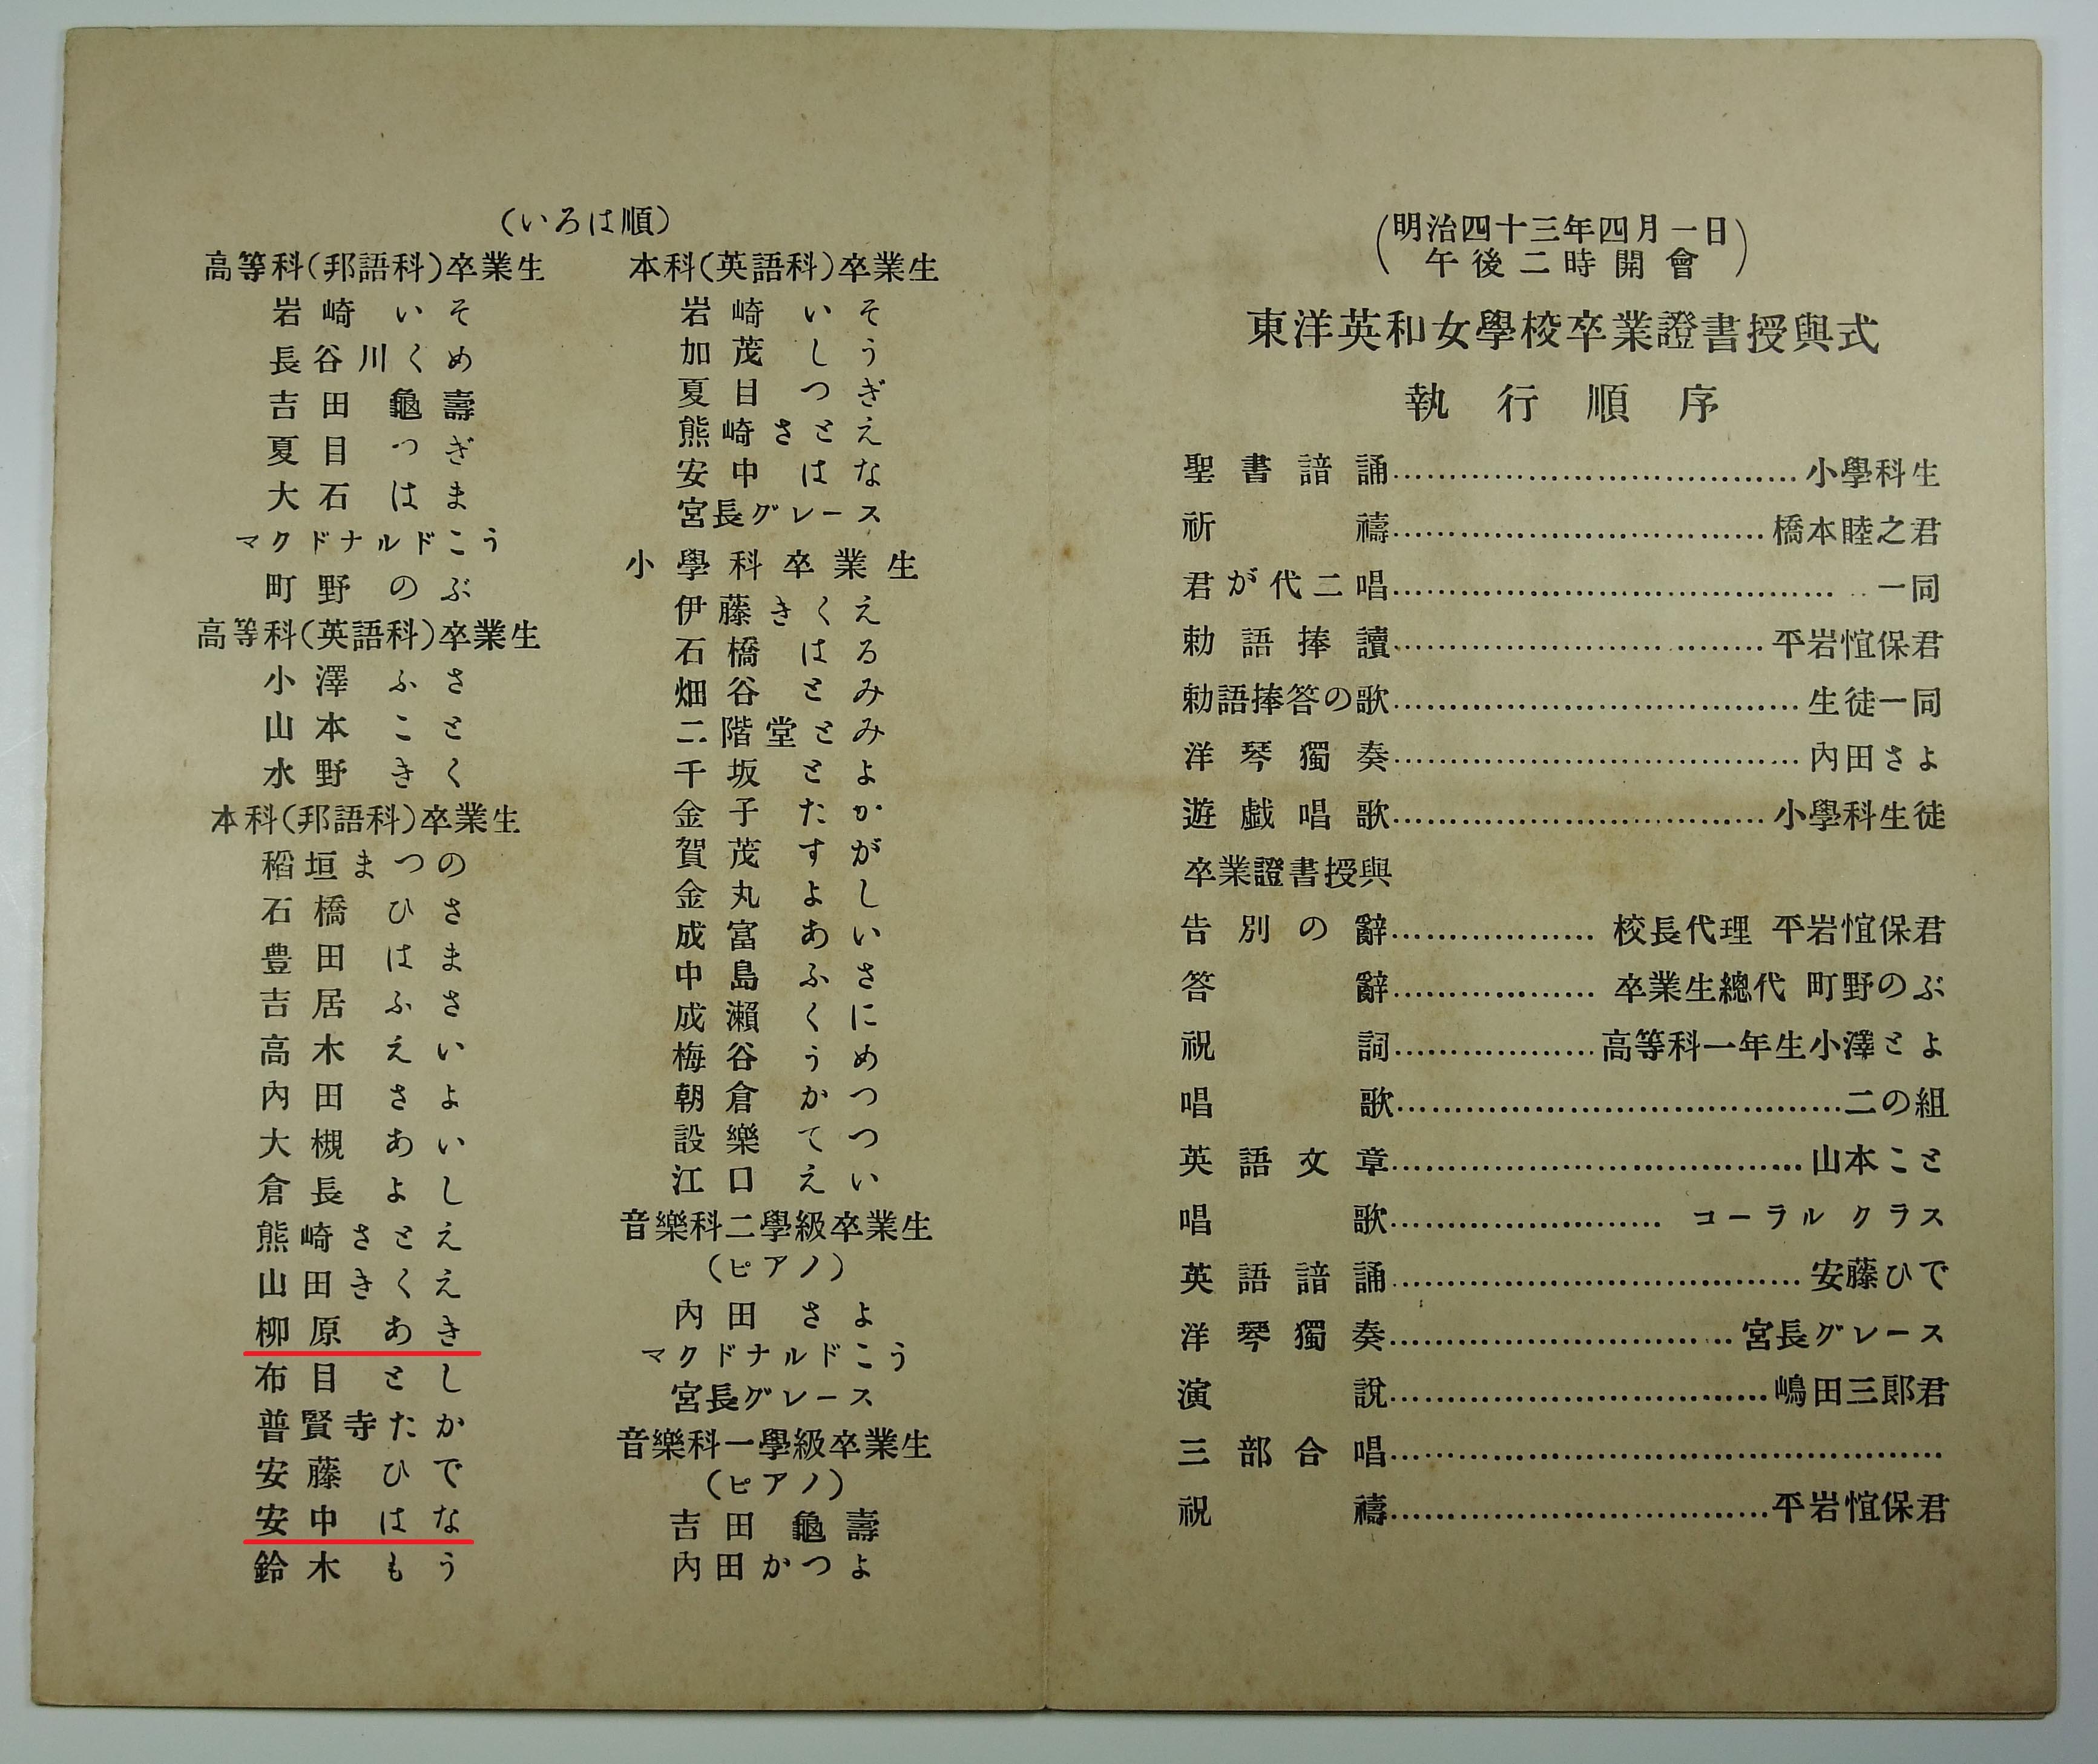 (いろは順)
高等科(邦語科)卒業生
岩崎いそ
長谷川くめ
吉田龜壽
夏目つぎ
大石はま
マクドナルドこう
町野のぶ
高等科(英語科)卒業生
小澤ふさ
山本こと
水野きく
本科(邦語科)卒業生
稻垣まつの
石橋ひさ
豊田はま
吉居ふさ
高木えい
內田さよ
大槻あい
倉長よし
熊崎さとえ
山田きくえ
柳原あき
布目とし
普賢寺たか
安藤ひで
安中はな
鈴木もう
本科(英語科)卒業生
岩崎いそ
加茂しう
夏目つぎ
熊崎さとえ
安中はな
宮長グレース
小學科卒業生
伊藤きくえ
石橋はる
畑谷とみ
二階堂とみ
千坂とよ
金子たか
賀茂すが
金丸よし
成富あい
中島ふさ
成瀨くに
梅谷うめ
朝倉かつ
設樂てつ
江口えい
音樂科二學級卒業生
(ピアノ)
內田さよ
マクドナルドこう
宮長グレース
音樂科一學級卒業生
(ピアノ)
吉田龜壽
內田かつよ
(明治四十三年四月一日
午後二時開會)
東洋英和女學校卒業證書授與式
執行順序
聖書諳誦……………………………小學科生
祈禱……………………………橋本睦之君
君が代二唱……………………………一同
勅語捧讀……………………………平岩愃保君
勅語捧答の歌……………………………生徒一同
洋琴獨奏……………………………內田さよ
遊戯唱歌……………………………小學科生徒
卒業證書授與
告別の辭………………校長代理 平岩愃保君
答辭………………卒業生總代 町野のぶ
祝詞………………高等科一年生小澤とよ
唱歌……………………………二の組
英語文章……………………………山本こと
唱歌……………………コーラル クラス
英語諳誦……………………………安藤ひで
洋琴獨奏……………………………宮長グレース
演說……………………………嶋田三郞君
三部合唱……………………………………
祝禱……………………………平岩愃保君